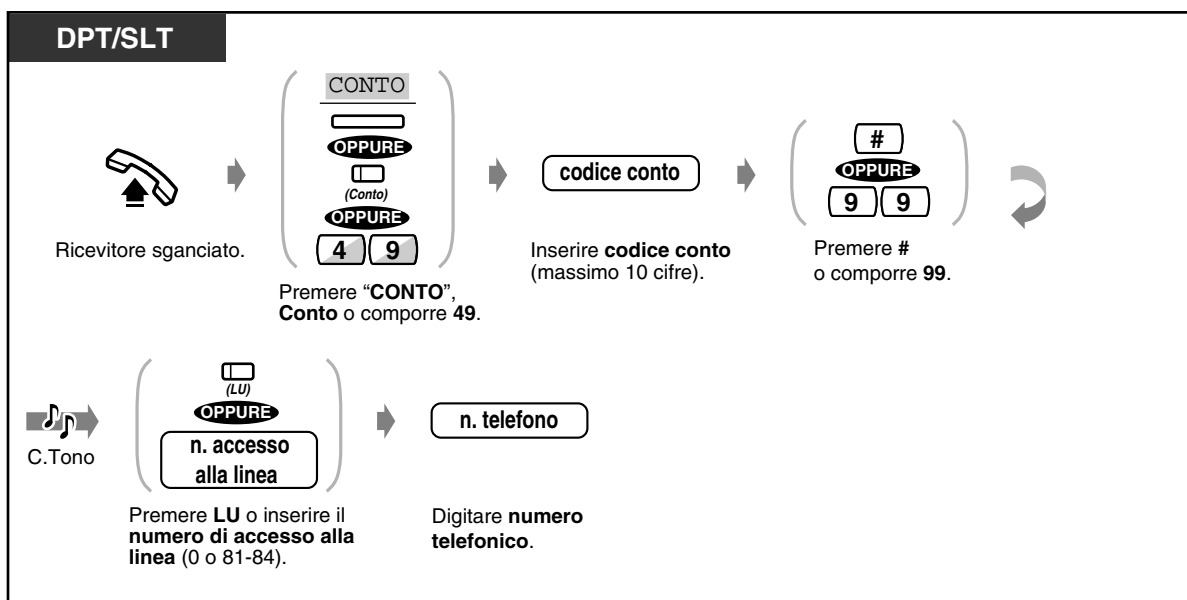 DPT/SLT
CONTO
OPPURE
(Conto)
OPPURE
4 9
Ricevitore sganciato.
Premere “CONTO”,
Conto o comporre 49.
codice conto
Inserire codice conto
(massimo 10 cifre).
#
OPPURE
9 9
Premere #
o comporre 99.
C.Tono
(LU)
OPPURE
n. accesso
alla linea
Premere LU o inserire il
numero di accesso alla
linea (0 o 81-84).
n. telefono
Digitare numero
telefonico.